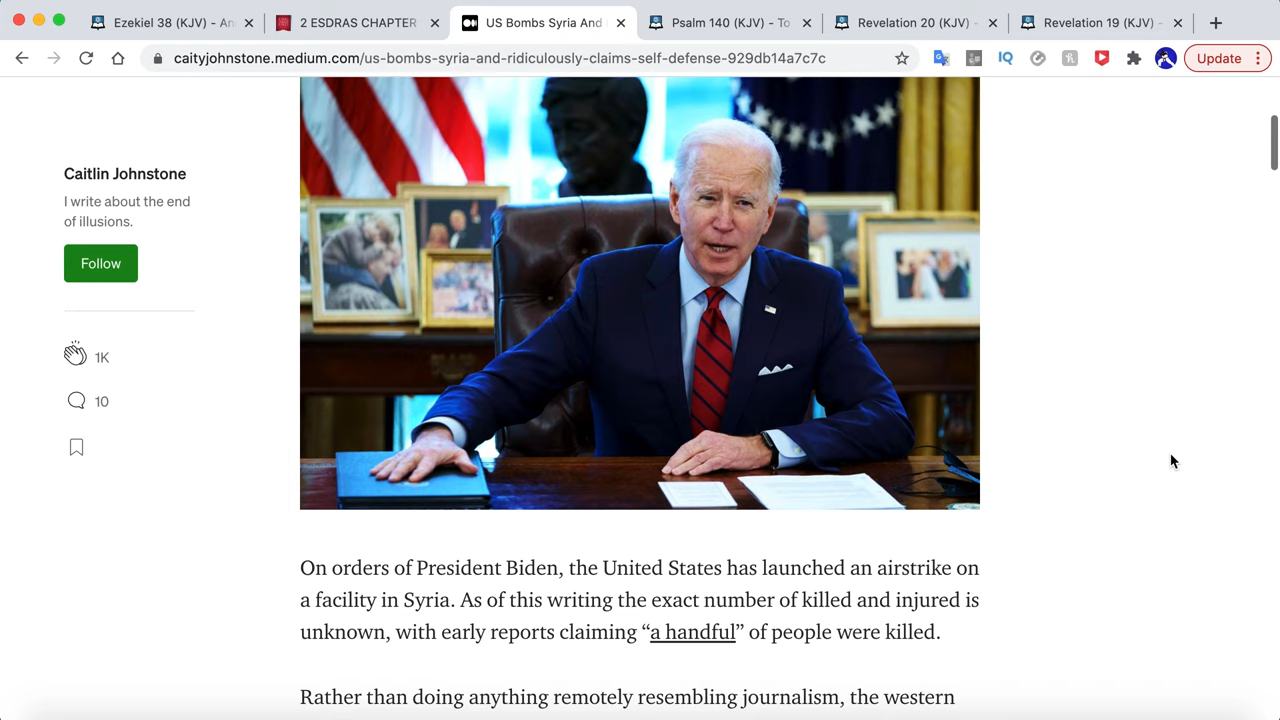 Ezekiel 38 (KJV) - An
2 ESDRAS CHAPTER
US Bombs Syria And
Psalm 140 (KJV) - To
Revelation 20 (KJV) -
Revelation 19 (KJV) -
caityjohnstone.medium.com/us-bombs-syria-and-ridiculously-claims-self-defense-929db14a7c7c
IQ
Update
Caitlin Johnstone
I write about the end
of illusions.
Follow
1K
10
On orders of President Biden, the United States has launched an airstrike on
a facility in Syria. As of this writing the exact number of killed and injured is
unknown, with early reports claiming “a handful” of people were killed.
Rather than doing anything remotely resembling journalism, the western